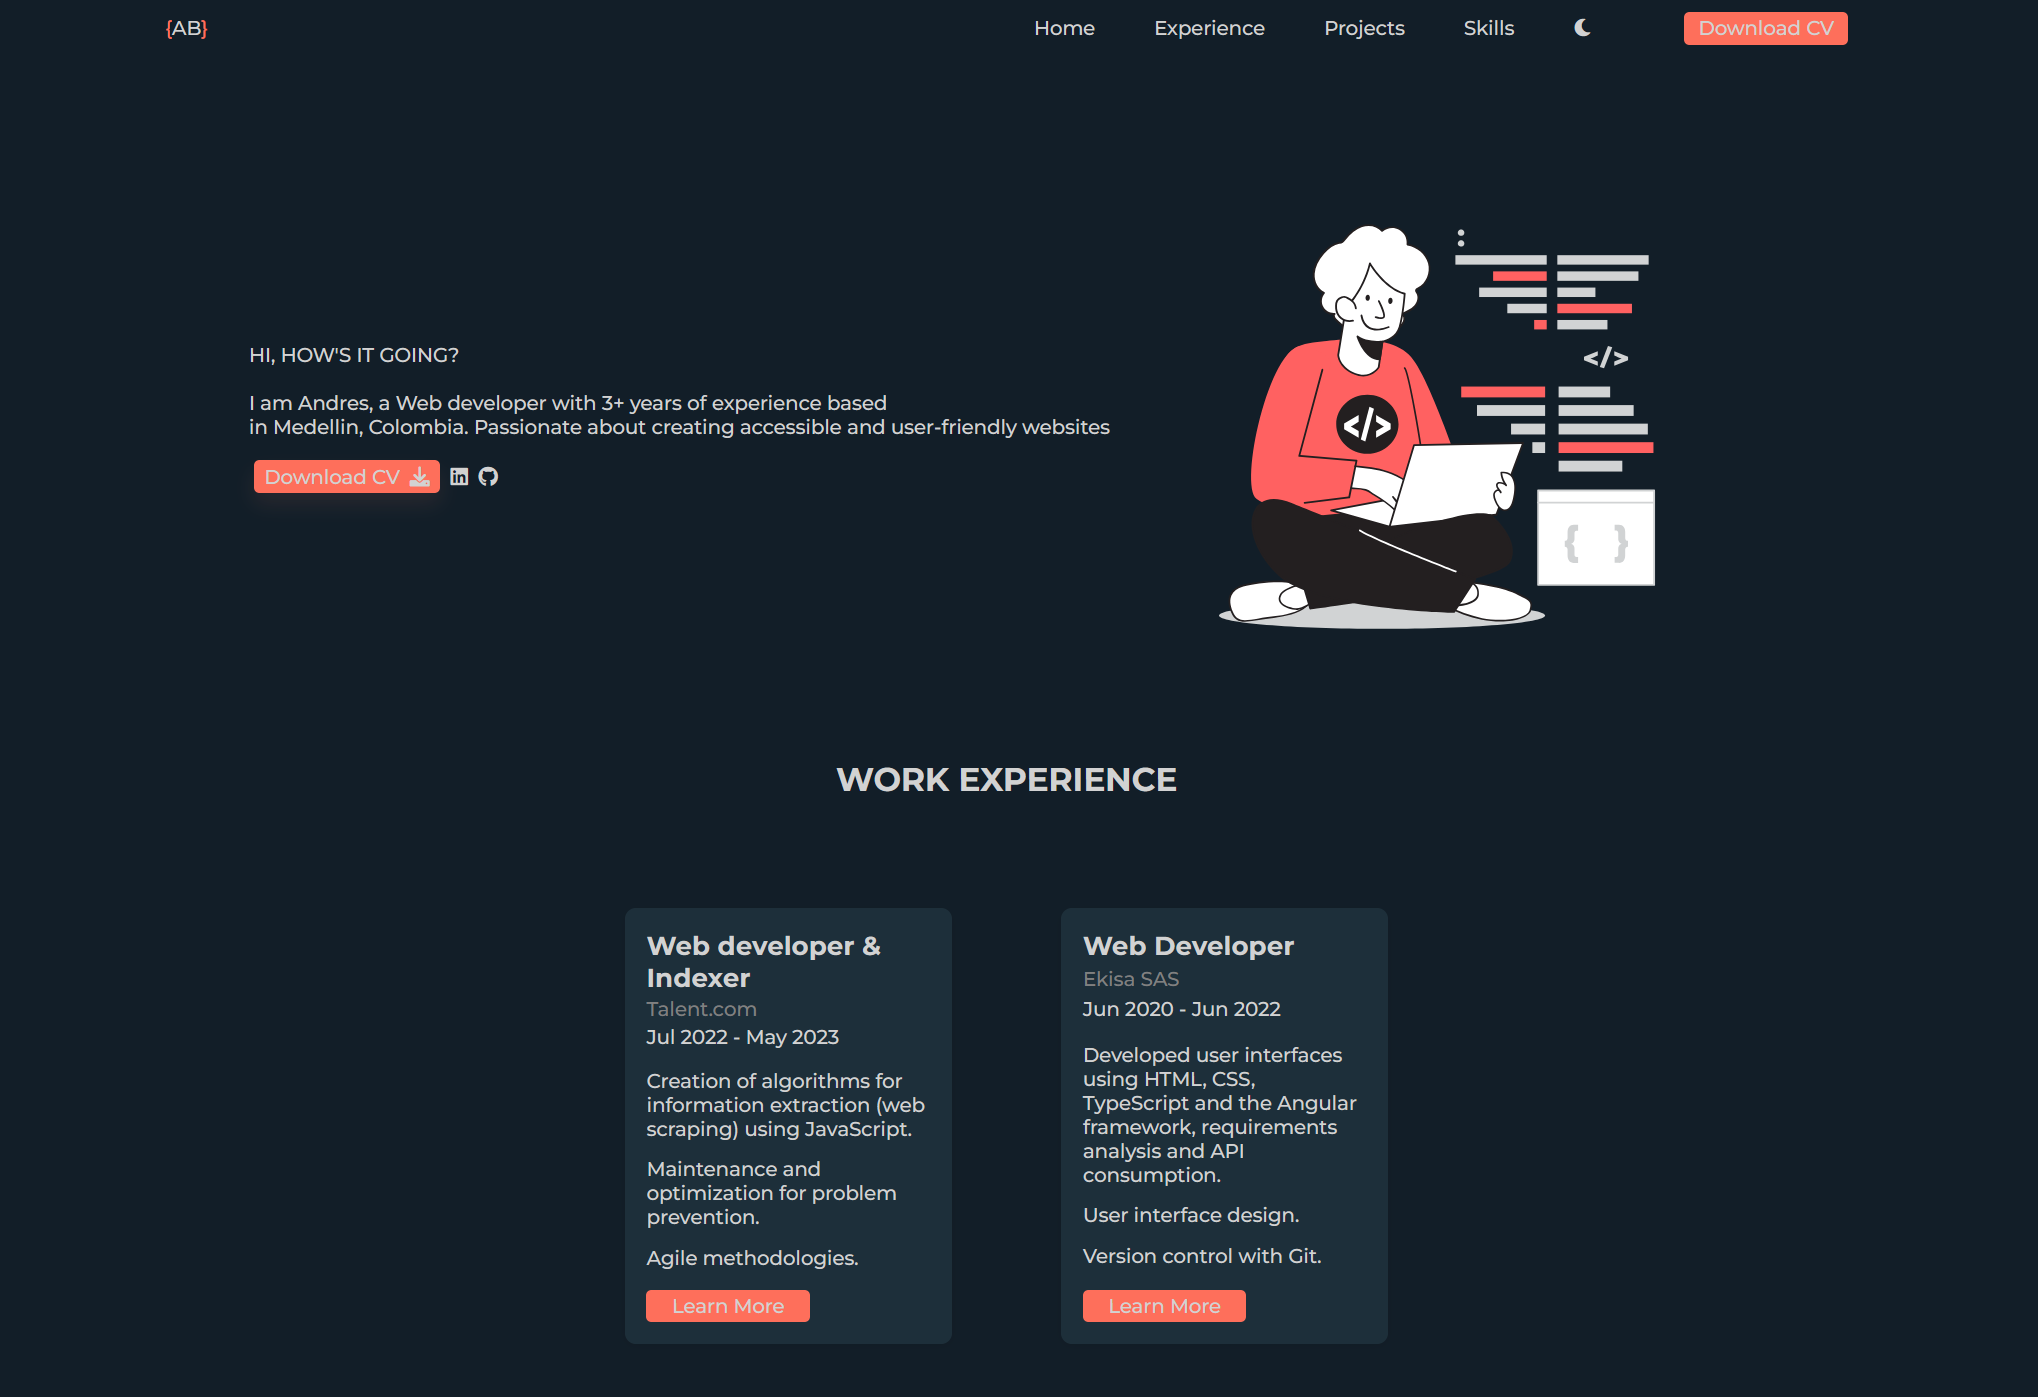 {AB}
Home
Experience
Projects
Skills
Download CV
HI, HOW'S IT GOING?
I am Andres, a Web developer with 3+ years of experience based
in Medellin, Colombia. Passionate about creating accessible and user-friendly websites
Download CV
in
</>
</>
{ }
WORK EXPERIENCE
Web developer &
Indexer
Talent.com
Jul 2022 - May 2023
Creation of algorithms for
information extraction (web
scraping) using JavaScript.
Maintenance and
optimization for problem
prevention.
Agile methodologies.
Learn More
Web Developer
Ekisa SAS
Jun 2020 - Jun 2022
Developed user interfaces
using HTML, CSS,
TypeScript and the Angular
framework, requirements
analysis and API
consumption.
User interface design.
Version control with Git.
Learn More